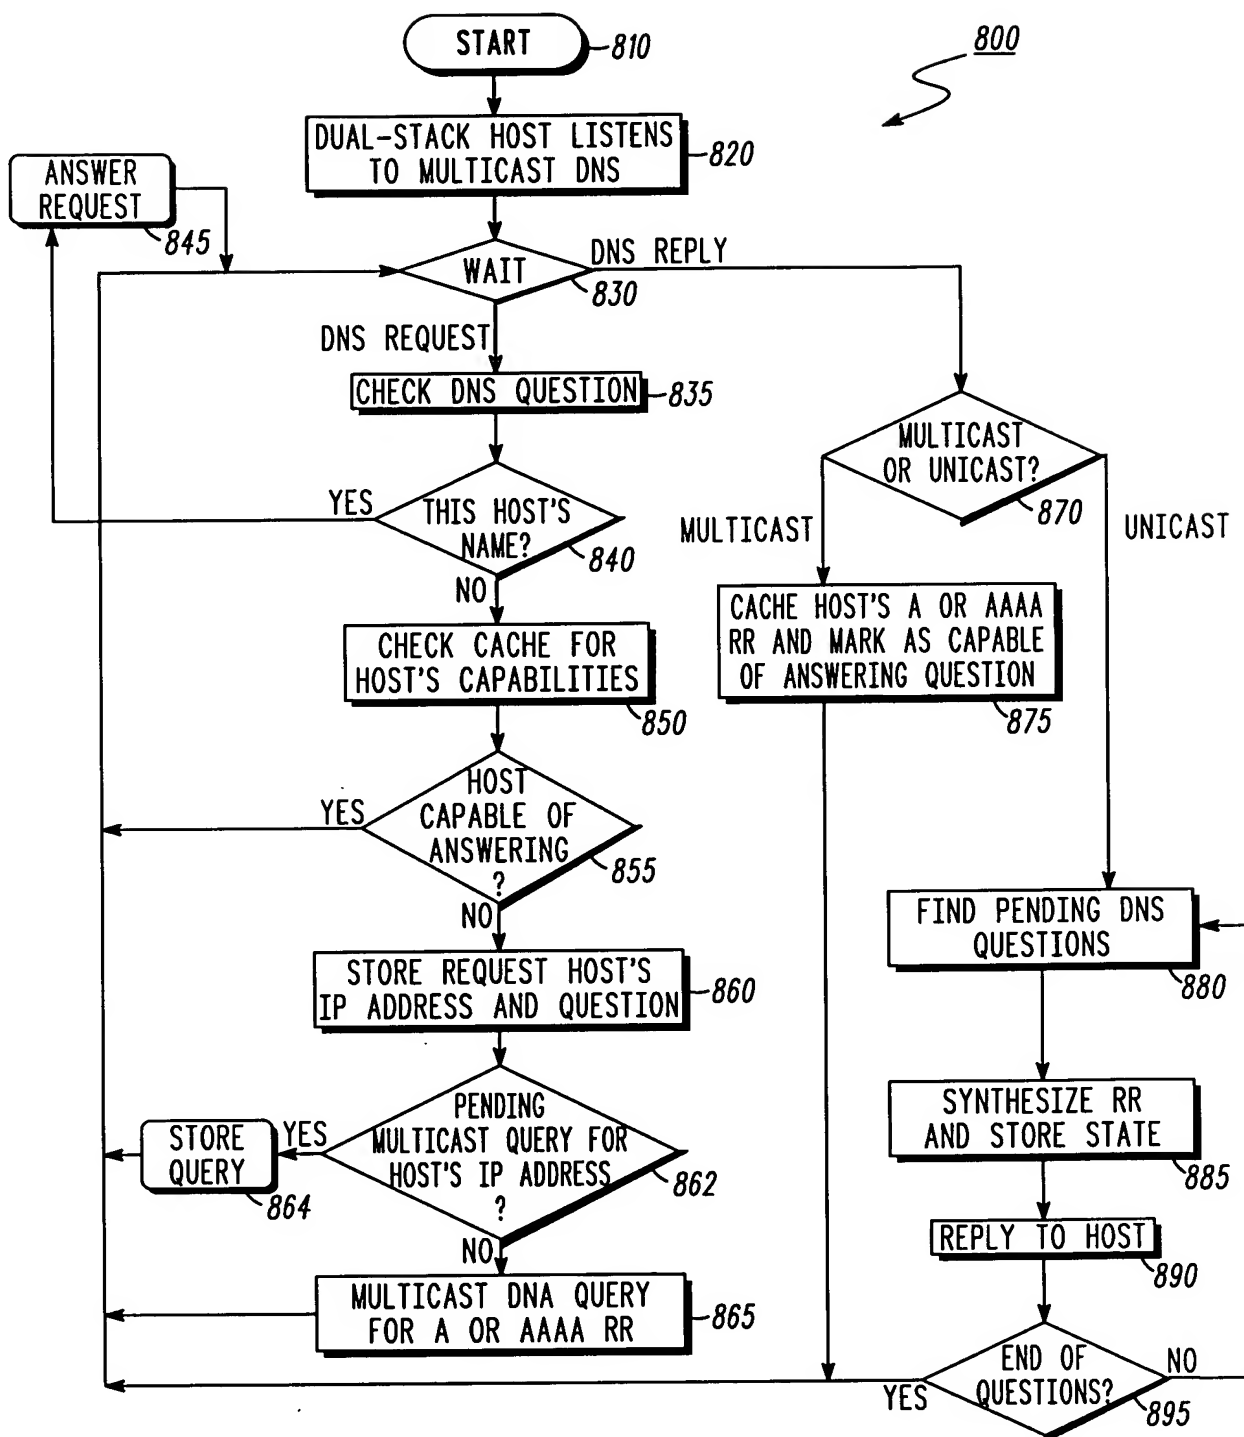 START
810
800
DUAL-STACK HOST LISTENS
TO MULTICAST DNS
820
ANSWER
REQUEST
845
WAIT
830
DNS REPLY
DNS REQUEST
CHECK DNS QUESTION
835
MULTICAST
OR UNICAST?
870
YES
THIS HOST'S
NAME?
840
NO
MULTICAST
UNICAST
CHECK CACHE FOR
HOST'S CAPABILITIES
850
CACHE HOST'S A OR AAAA
RR AND MARK AS CAPABLE
OF ANSWERING QUESTION
875
YES
HOST
CAPABLE OF
ANSWERING
?
855
NO
FIND PENDING DNS
QUESTIONS
880
STORE REQUEST HOST'S
IP ADDRESS AND QUESTION
860
PENDING
MULTICAST QUERY FOR
HOST'S IP ADDRESS
?
862
YES
STORE
QUERY
864
NO
SYNTHESIZE RR
AND STORE STATE
885
REPLY TO HOST
890
MULTICAST DNA QUERY
FOR A OR AAAA RR
865
END OF
QUESTIONS?
895
YES
NO